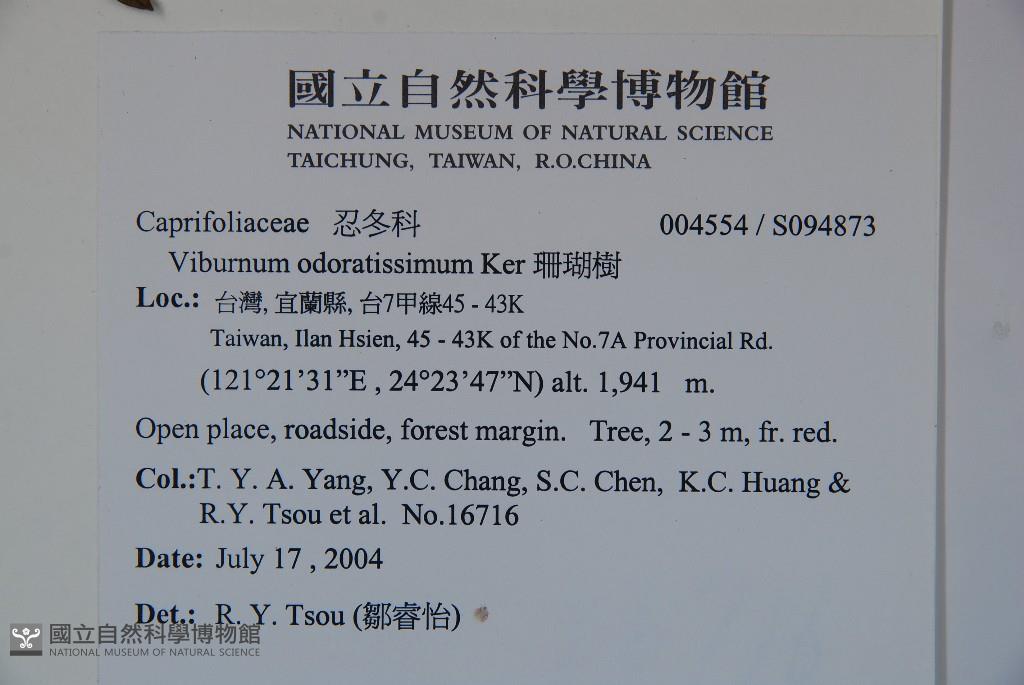 國立自然科學博物館
NATIONAL MUSEUM OF NATURAL SCIENCE
TAICHUNG, TAIWAN, R.O.CHINA
Caprifoliaceae 忍冬科 004554 / S094873
Viburnum odoratissimum Ker 珊瑚樹
Loc.: 台灣, 宜蘭縣, 台7甲線45 - 43K
Taiwan, Ilan Hsien, 45 - 43K of the No.7A Provincial Rd.
(121°21’31”E , 24°23’47”N) alt. 1,941 m.
Open place, roadside, forest margin. Tree, 2 - 3 m, fr. red.
Col.:T. Y. A. Yang, Y.C. Chang, S.C. Chen, K.C. Huang &
R.Y. Tsou et al. No.16716
Date: July 17 , 2004
Det.: R. Y. Tsou (鄒睿怡)
國立自然科學博物館
NATIONAL MUSEUM OF NATURAL SCIENCE